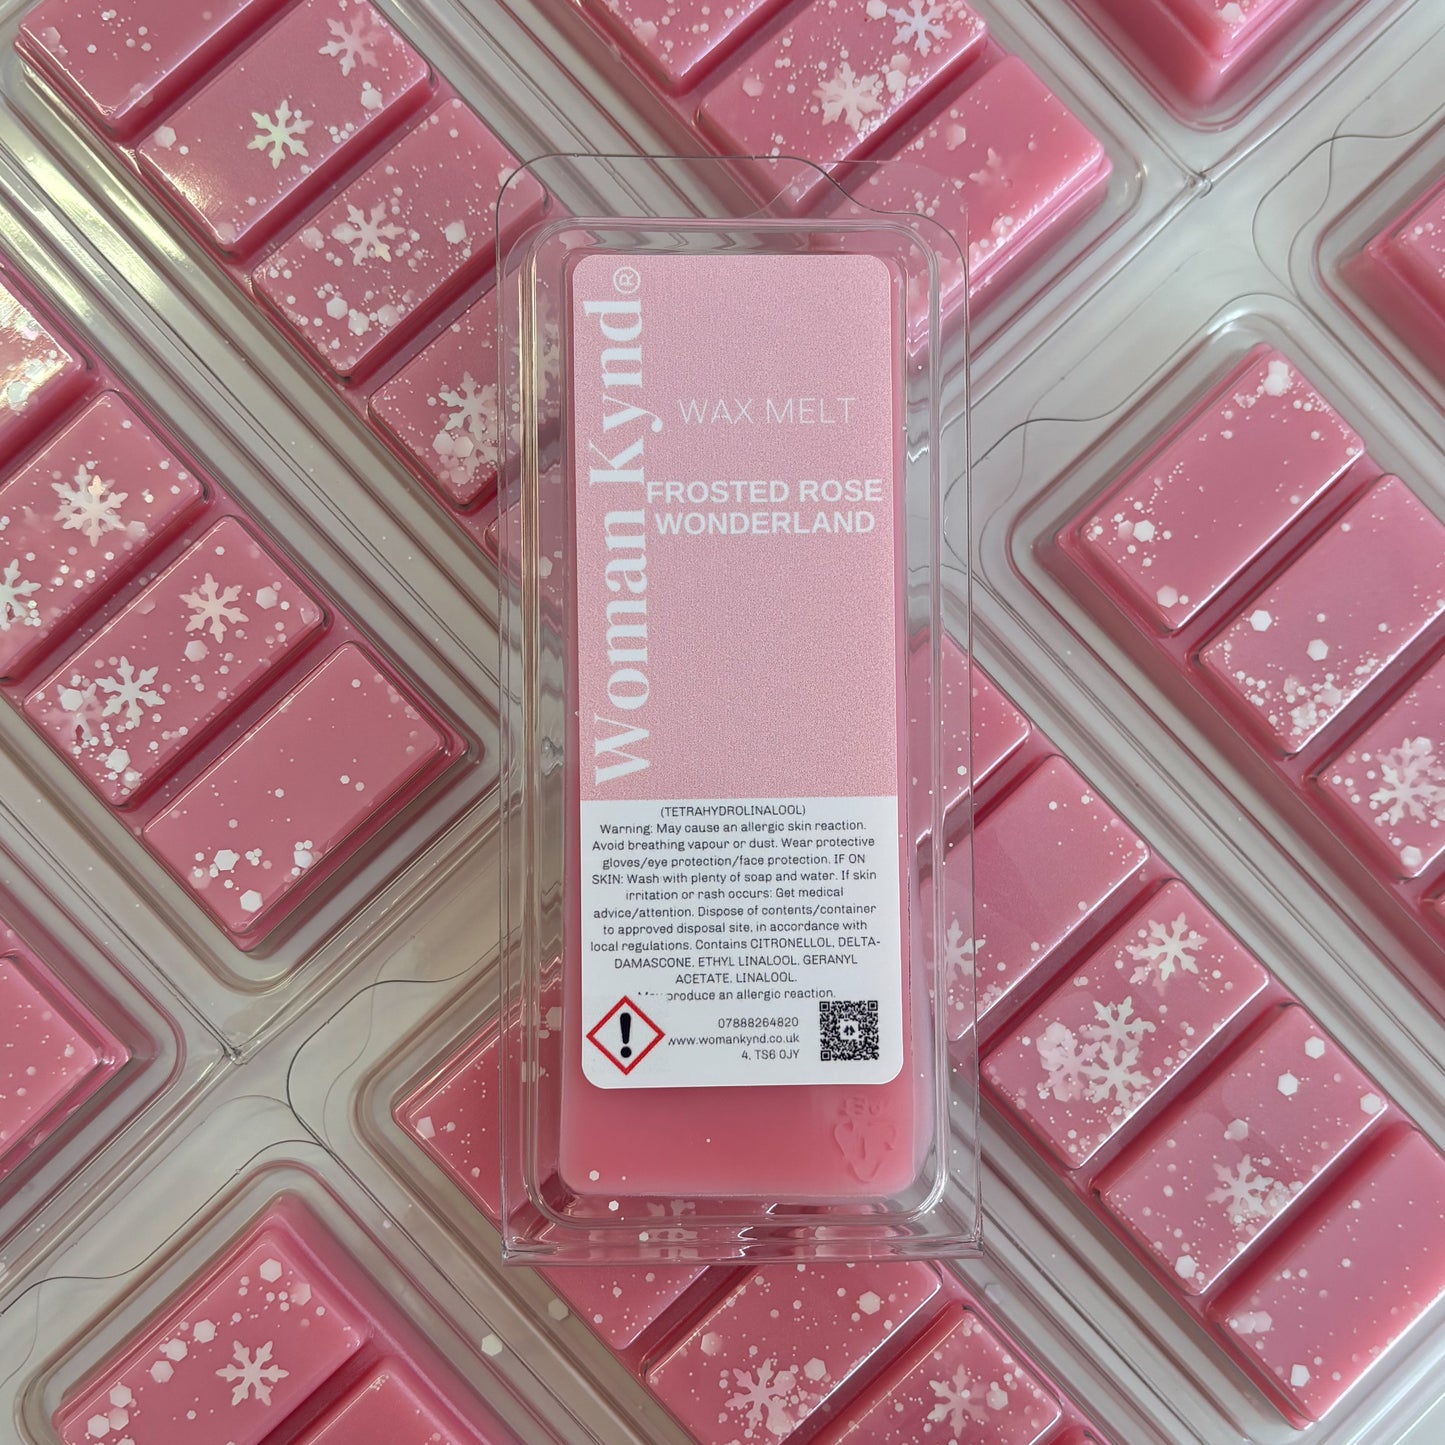 Woman Kynd®
WAX MELT
FROSTED ROSE
WONDERLAND
(TETRAHYDROLINALOOL)
Warning: May cause an allergic skin reaction.
Avoid breathing vapour or dust. Wear protective
gloves/eye protection/face protection. IF ON
SKIN: Wash with plenty of soap and water. If skin
irritation or rash occurs: Get medical
advice/attention. Dispose of contents/container
to approved disposal site, in accordance with
local regulations. Contains CITRONELLOL, DELTA-
DAMASCONE, ETHYL LINALOOL, GERANYL
ACETATE, LINALOOL.
May produce an allergic reaction.
07888264820
www.womankynd.co.uk
4, TS6 0JY